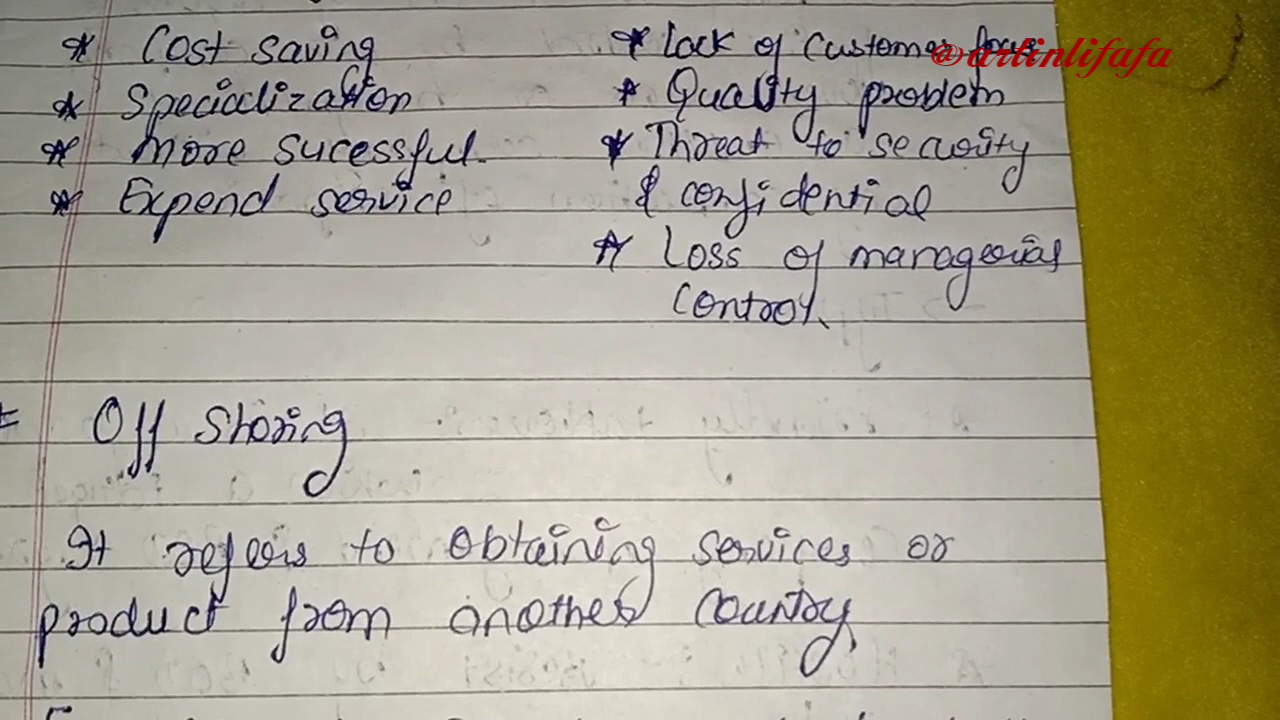 * Cost saving
* Specialization
* More sucessful.
* Expend service
* Lack of Customer focus
@artinlifafa
* Quality problem
* Threat to security
& confidential
* Loss of managerial
Control.
Off Shoring
It refers to Obtaining services or
product from another Country.